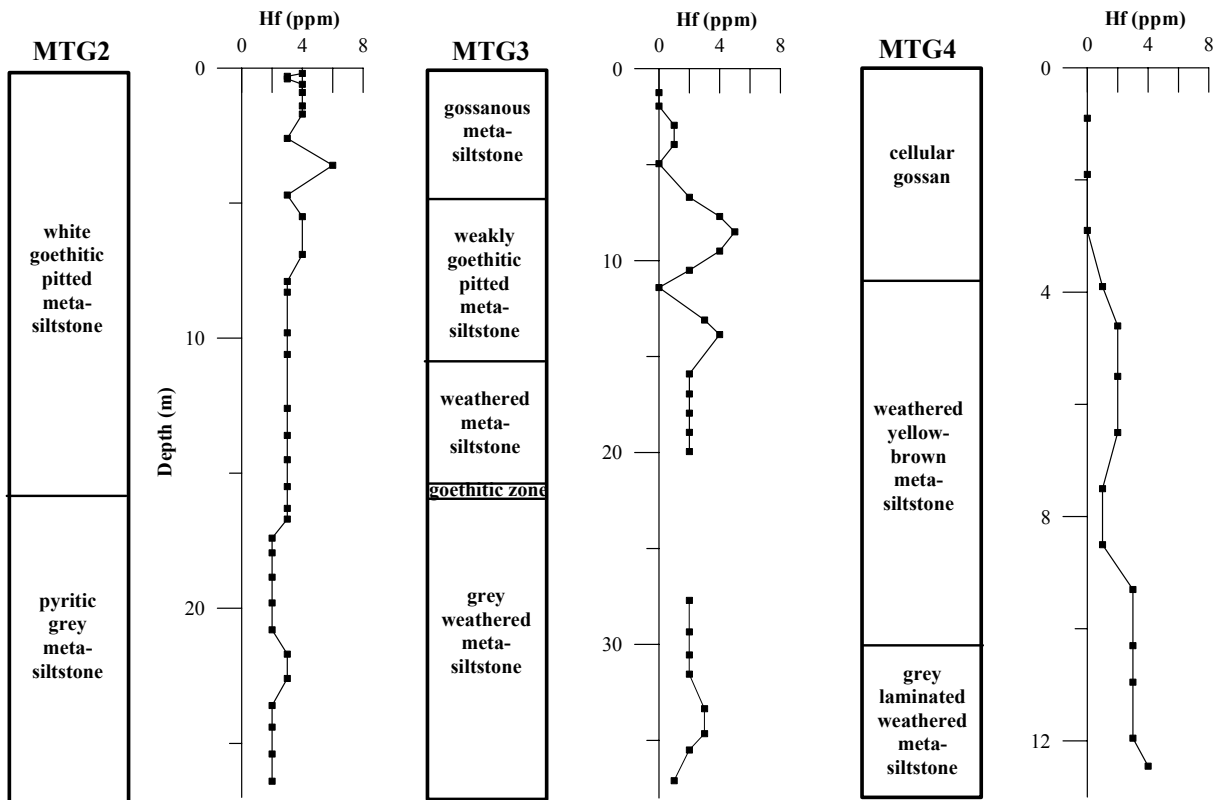 Hf (ppm)
0 4 8
MTG2
0
10
20
Depth (m)
white
goethitic
pitted
meta-
siltstone
pyritic
grey
meta-
siltstone
Hf (ppm)
0 4 8
MTG3
0
10
20
30
gossanous
meta-
siltstone
weakly
goethitic
pitted
meta-
siltstone
weathered
meta-
siltstone
goethitic zone
grey
weathered
meta-
siltstone
Hf (ppm)
0 4 8
MTG4
0
4
8
12
cellular
gossan
weathered
yellow-
brown
meta-
siltstone
grey
laminated
weathered
meta-
siltstone